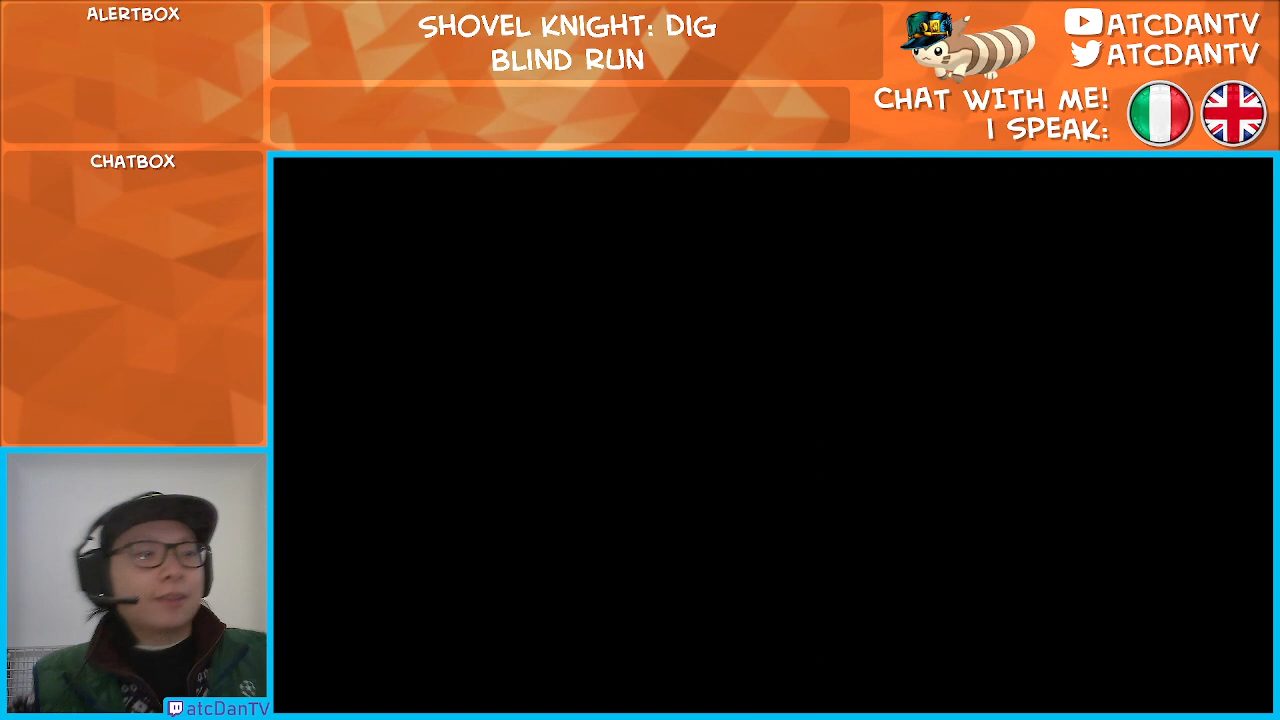 ALERTBOX
SHOVEL KNIGHT: DIG
BLIND RUN
ATCDANTV
ATCDANTV
CHAT WITH ME!
I SPEAK:
CHATBOX
atcDanTV